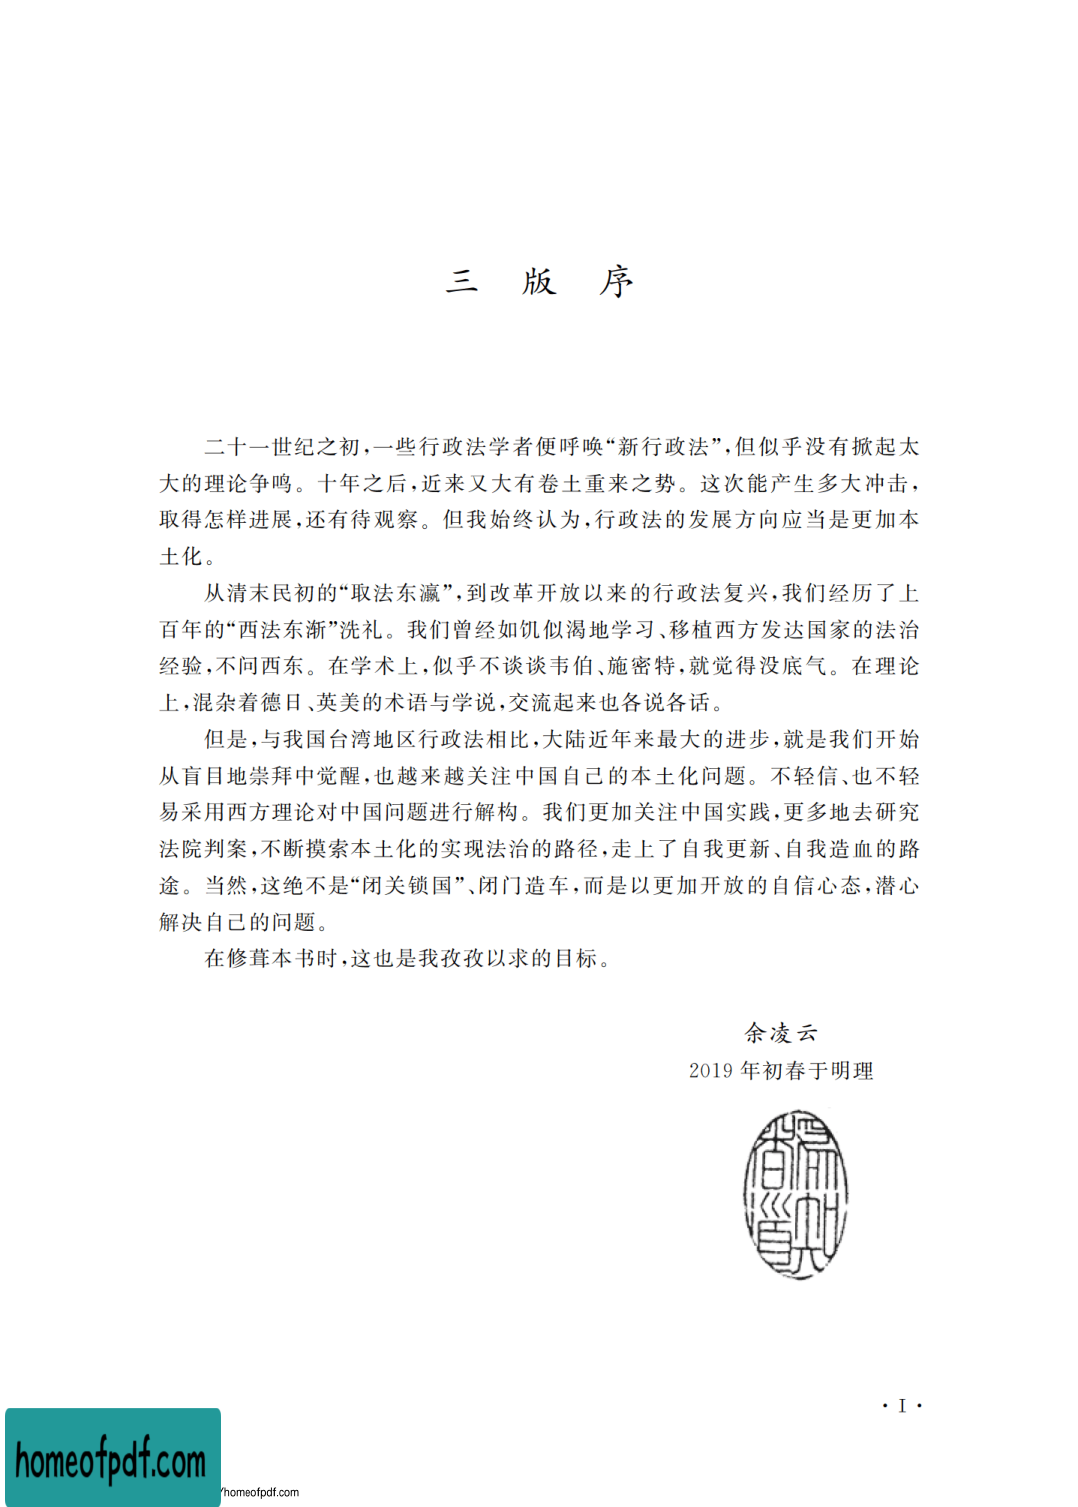 三 版 序
二十一世纪之初,一些行政法学者便呼唤“新行政法”,但似乎没有掀起太
大的理论争鸣。十年之后,近来又大有卷土重来之势。这次能产生多大冲击,
取得怎样进展,还有待观察。但我始终认为,行政法的发展方向应当是更加本
土化。
从清末民初的“取法东瀛”,到改革开放以来的行政法复兴,我们经历了上
百年的“西法东渐”洗礼。我们曾经如饥似渴地学习、移植西方发达国家的法治
经验,不问西东。在学术上,似乎不谈谈韦伯、施密特,就觉得没底气。在理论
上,混杂着德日、英美的术语与学说,交流起来也各说各话。
但是,与我国台湾地区行政法相比,大陆近年来最大的进步,就是我们开始
从盲目地崇拜中觉醒,也越来越关注中国自己的本土化问题。不轻信、也不轻
易采用西方理论对中国问题进行解构。我们更加关注中国实践,更多地去研究
法院判案,不断摸索本土化的实现法治的路径,走上了自我更新、自我造血的路
途。当然,这绝不是“闭关锁国”、闭门造车,而是以更加开放的自信心态,潜心
解决自己的问题。
在修葺本书时,这也是我孜孜以求的目标。
余凌云
2019 年初春于明理
· I ·
homeofpdf.com
/homeofpdf.com